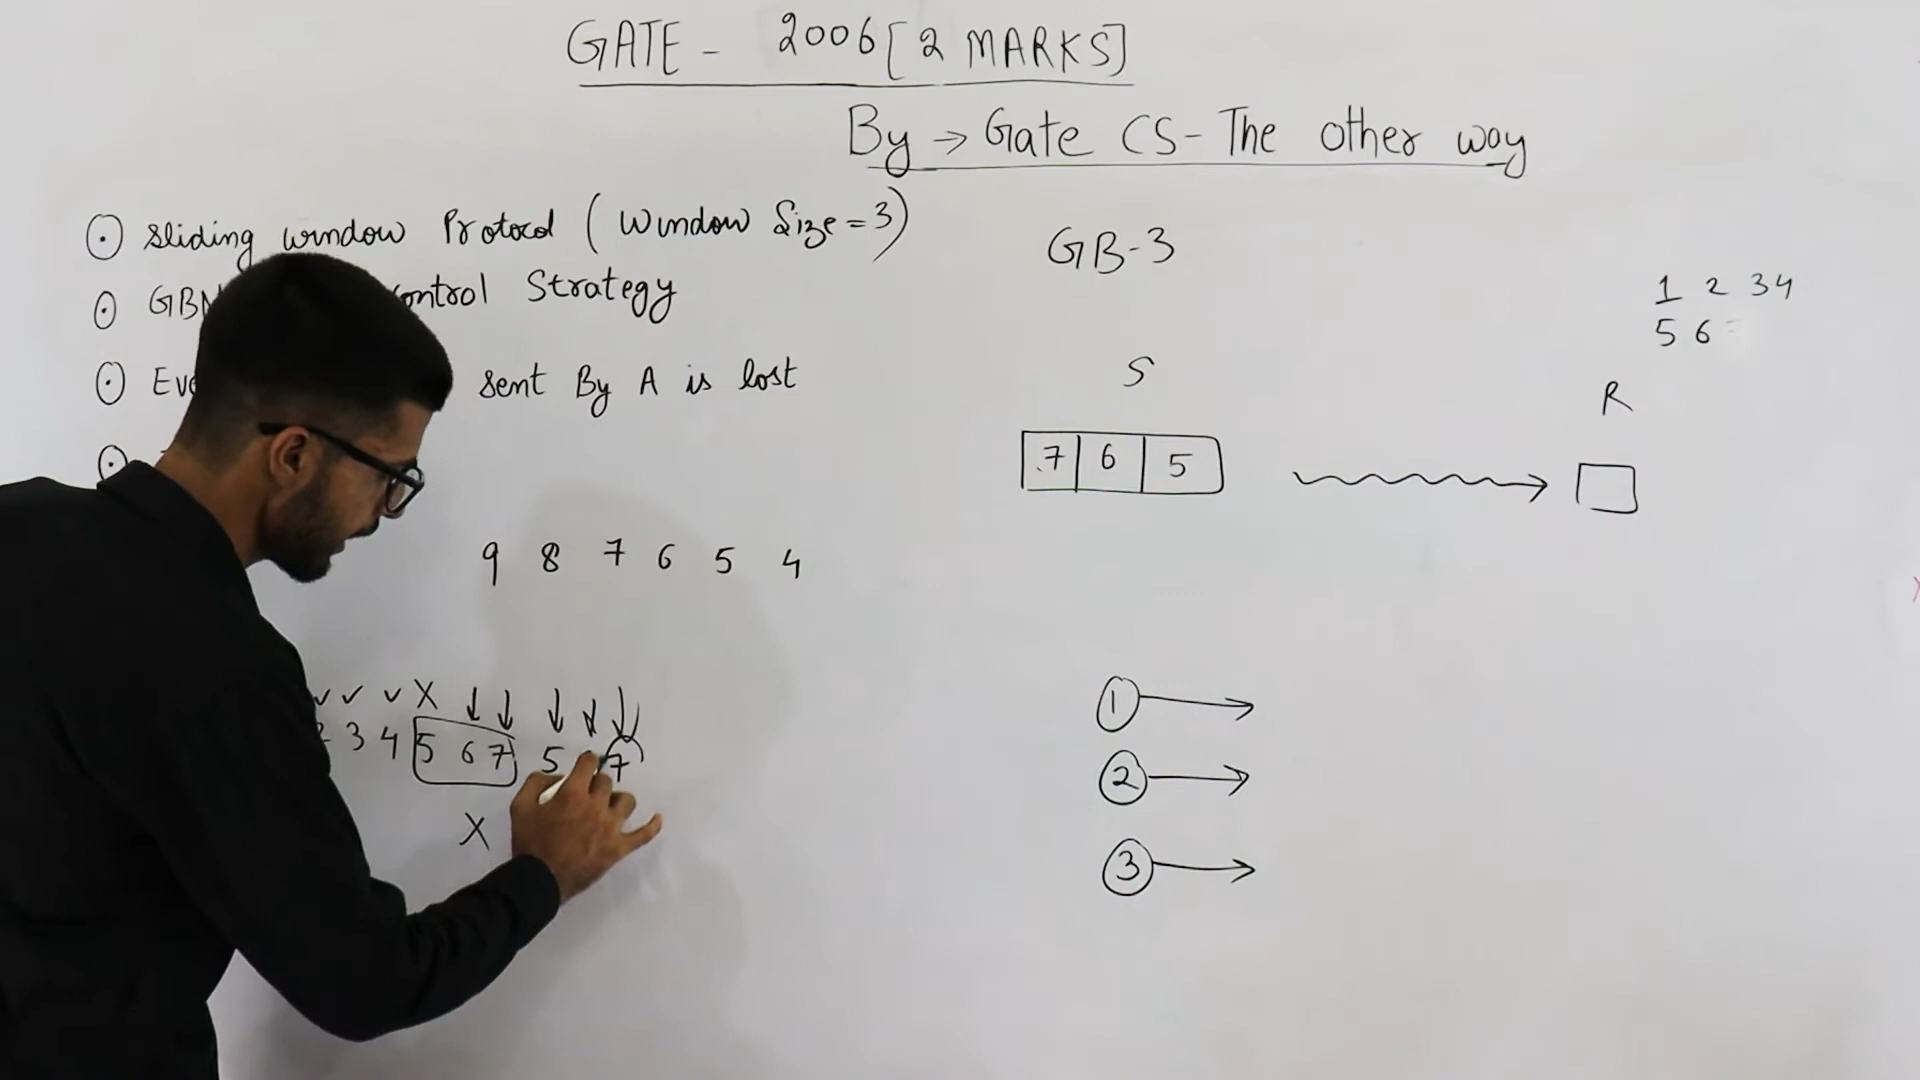 GATE - 2006 [2 MARKS]
By → Gate CS - The other way
Sliding window Protocol (Window Size = 3)
GB control Strategy
sent By A is lost
GB-3
1 2 3 4
5 6
S
R
7 6 5
9 8 7 6 5 4
✓ ✓ ✓ X ↓ ↓ ↓ ↓ ↓
3 4 5 6 7 5 7
X
1 →
2 →
3 →